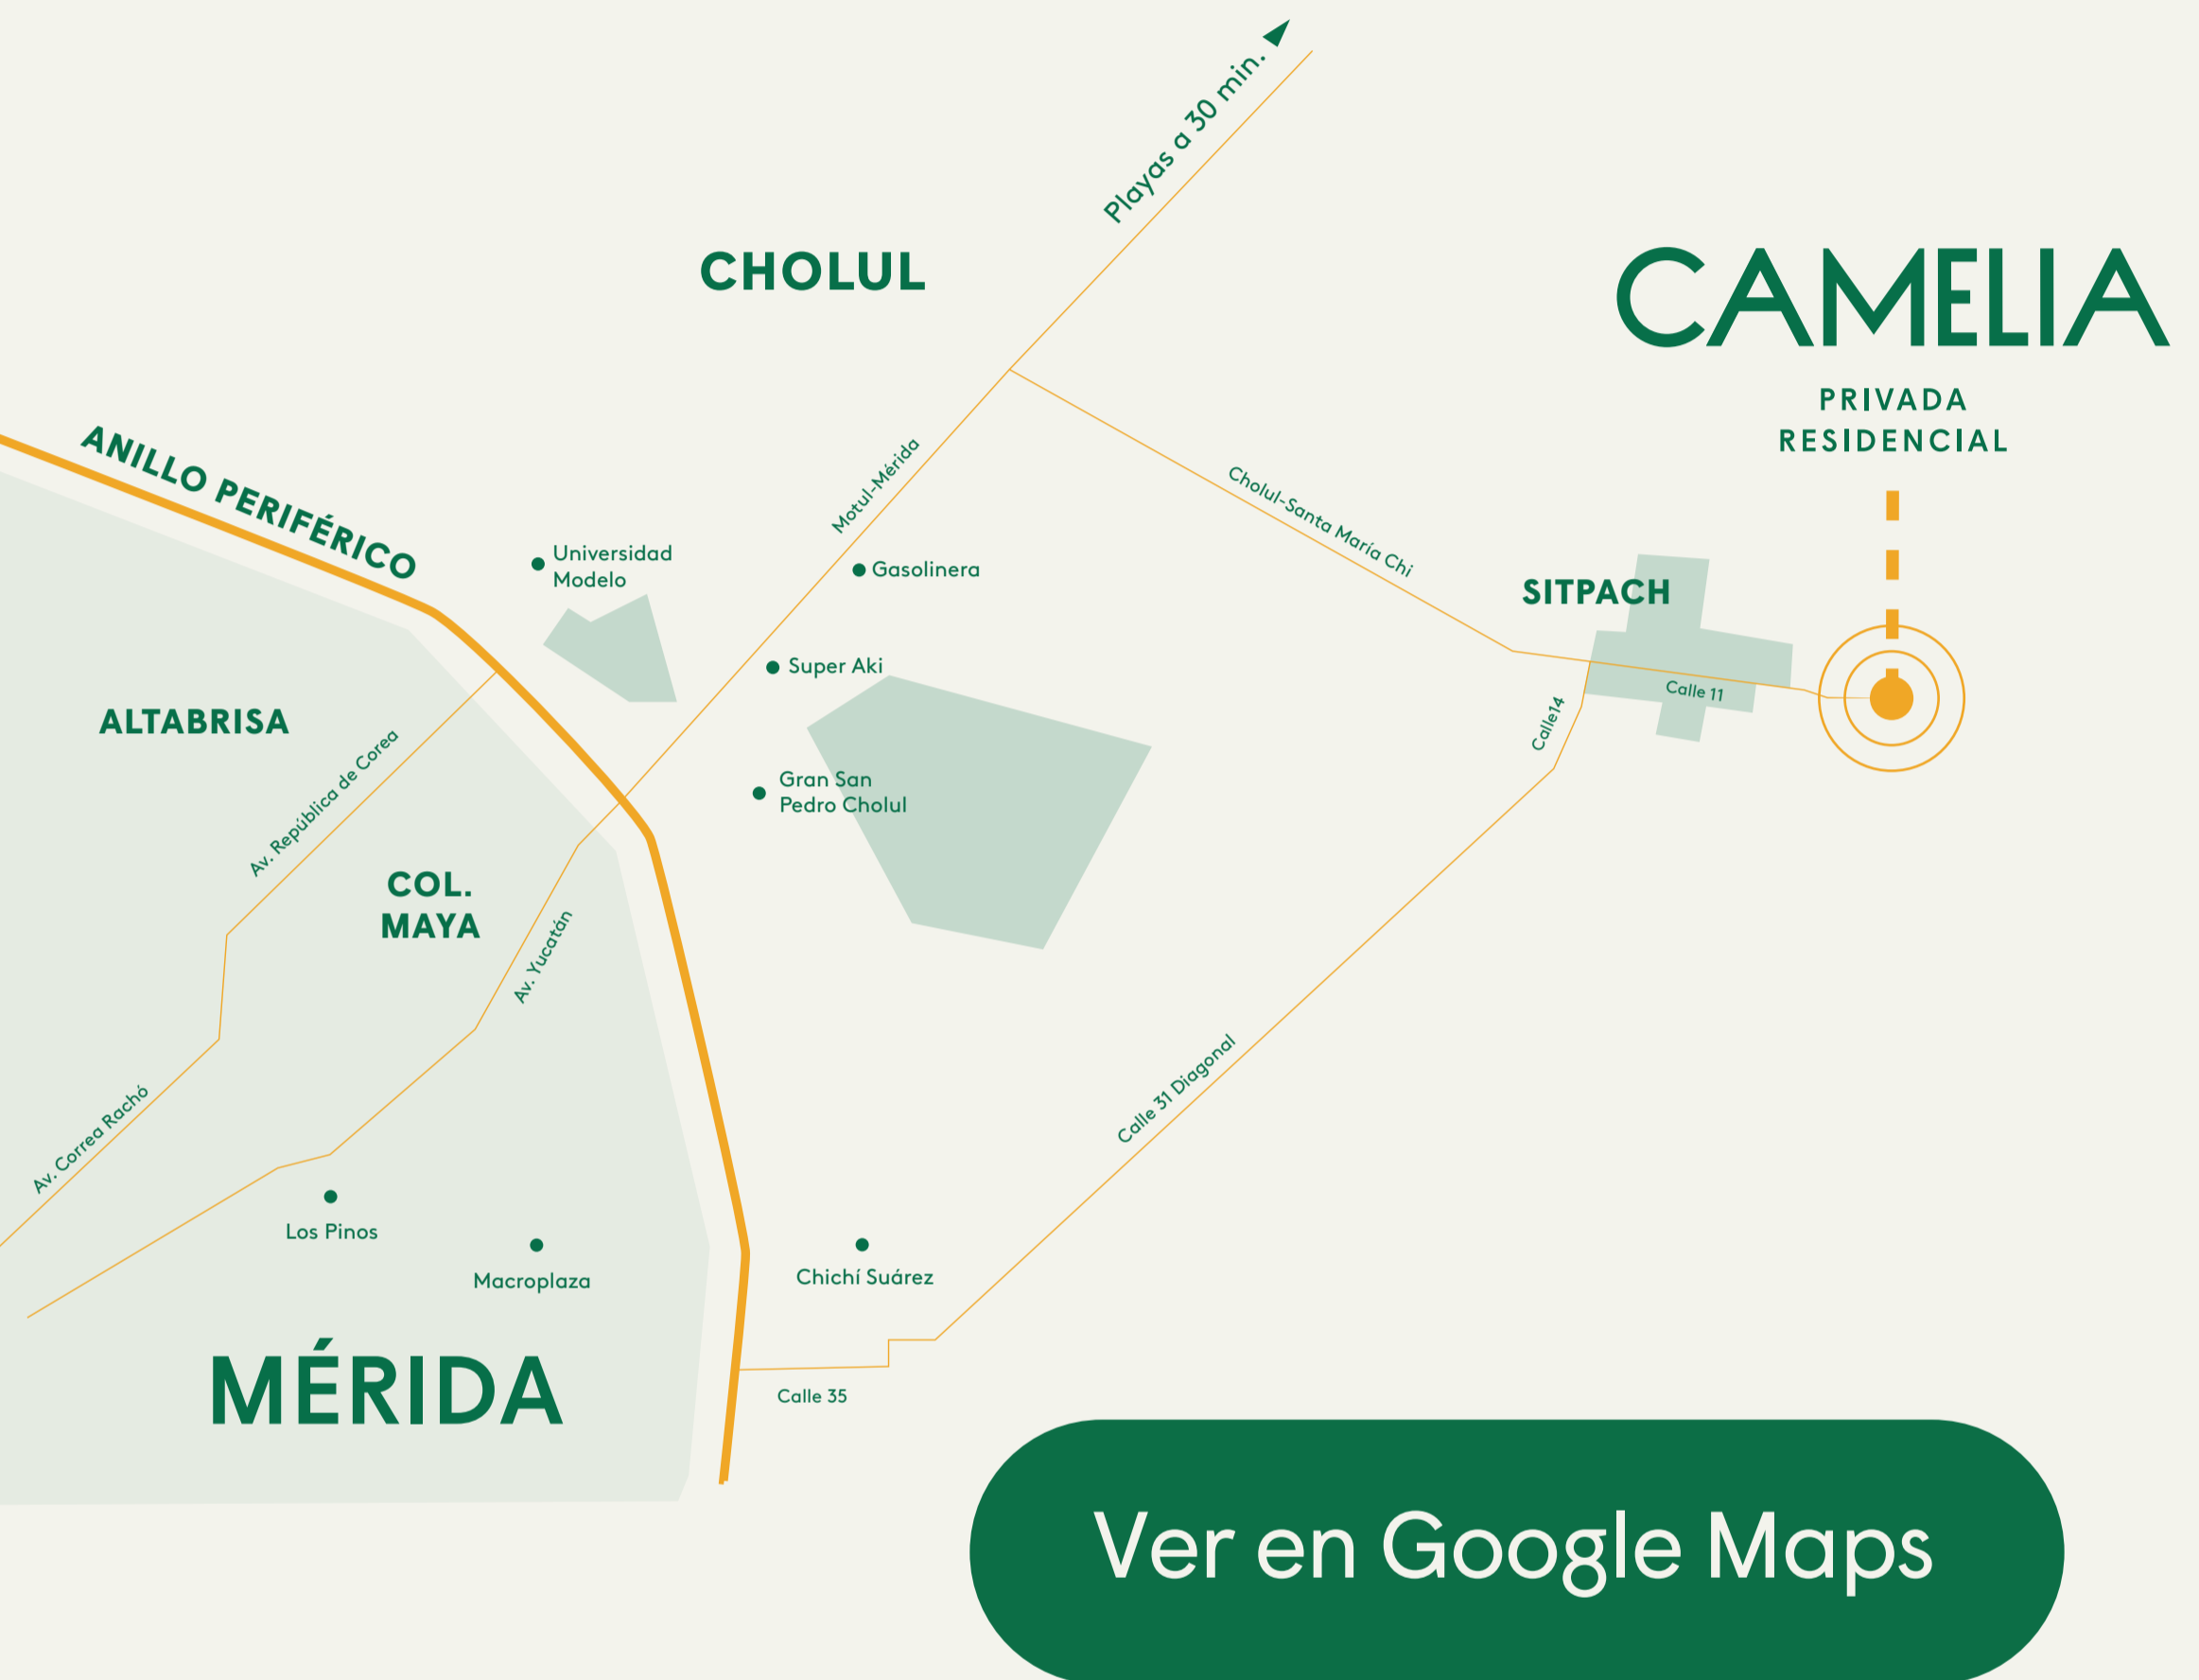 Playas a 30 min.
CHOLUL
CAMELIA
PRIVADA
RESIDENCIAL
ANILLO PERIFÉRICO
Motul-Mérida
Cholul-Santa María Chi
Universidad
Modelo
Gasolinera
SITPACH
Super Aki
Calle 11
Calle14
ALTABRISA
Av. República de Corea
Gran San
Pedro Cholul
COL.
MAYA
Av. Yucatán
Calle 31 Diagonal
Av. Correa Rachó
Los Pinos
Macroplaza
Chichí Suárez
MÉRIDA
Calle 35
Ver en Google Maps